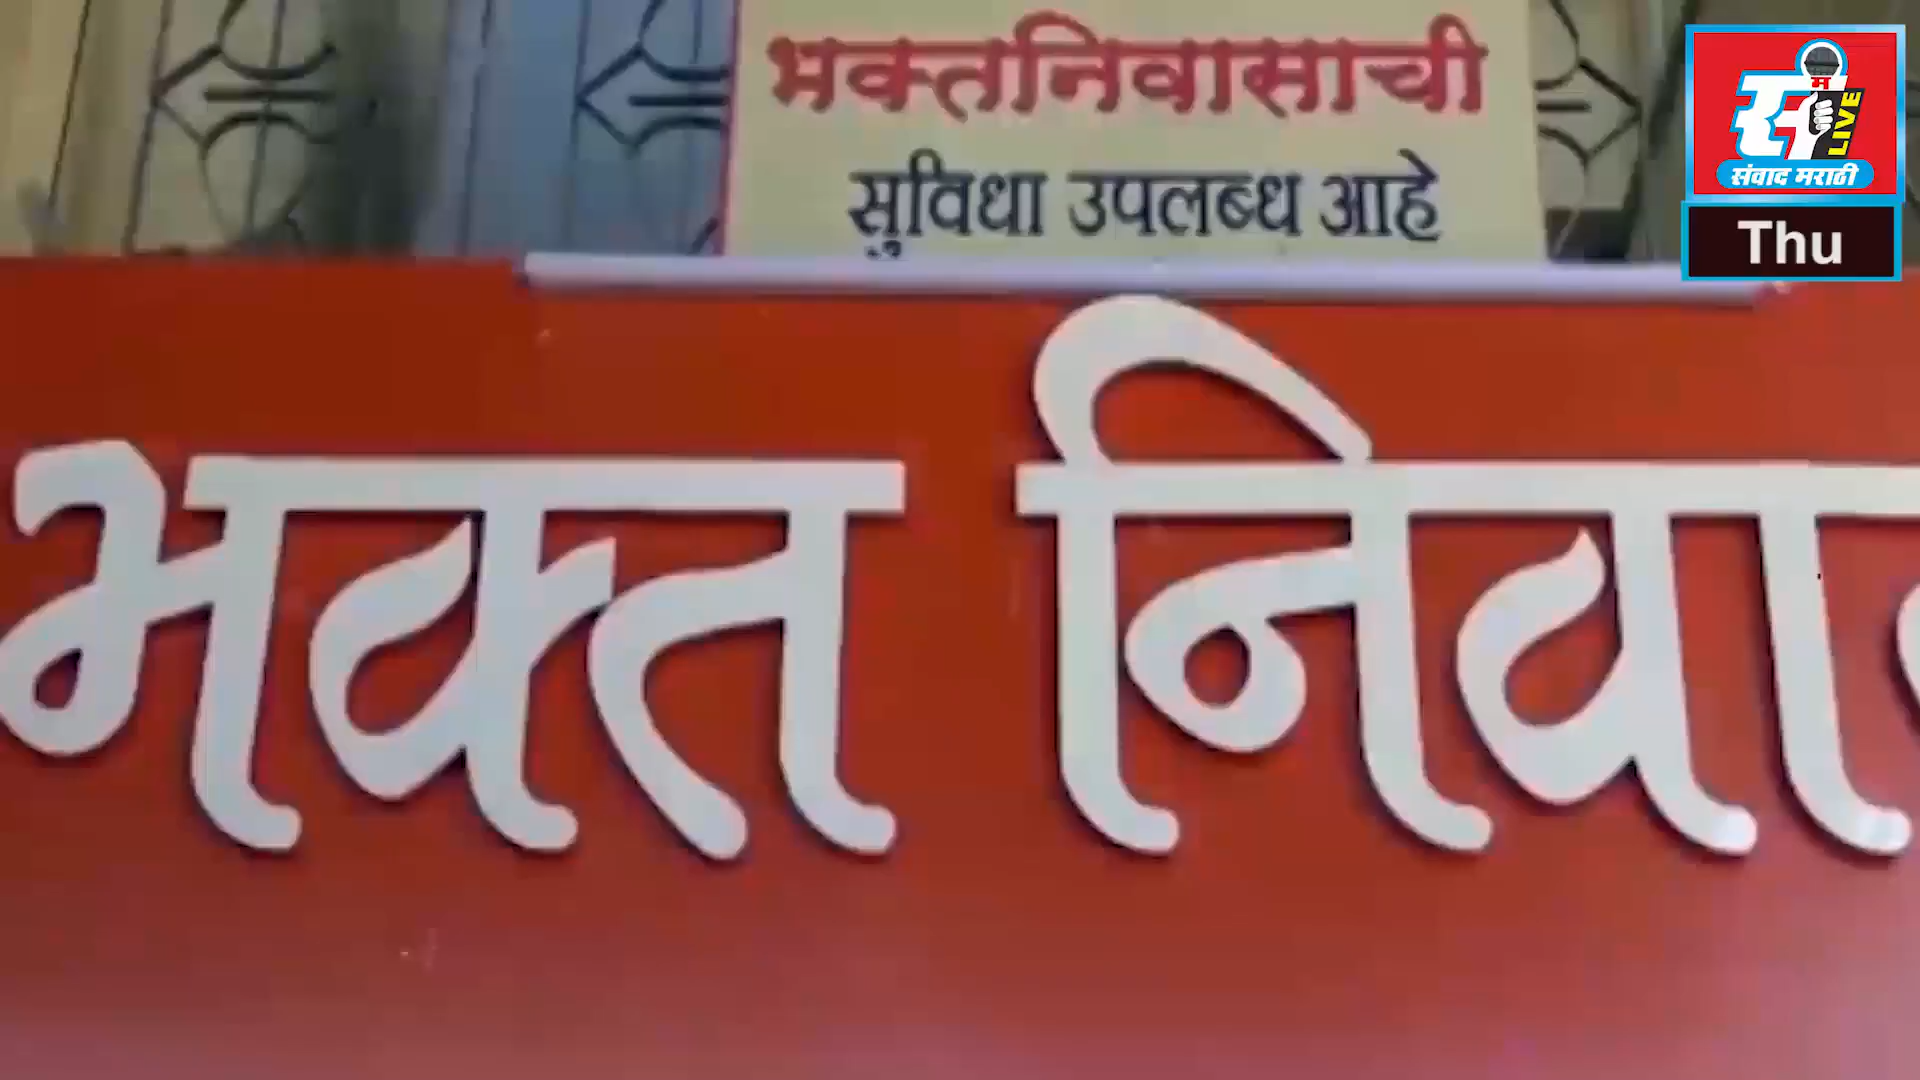 भक्तनिवासाची
सुविधा उपलब्ध आहे
LIVE
संवाद मराठी
Thu
भक्त निवा